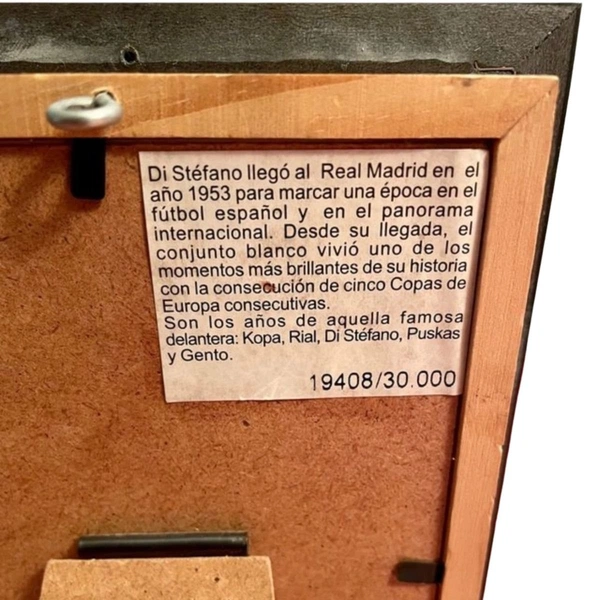 Di Stéfano llegó al Real Madrid en el
año 1953 para marcar una época en el
fútbol español y en el panorama
internacional. Desde su llegada, el
conjunto blanco vivió uno de los
momentos más brillantes de su historia
con la consecución de cinco Copas de
Europa consecutivas.
Son los años de aquella famosa
delantera: Kopa, Rial, Di Stéfano, Puskas
y Gento.
19408/30.000